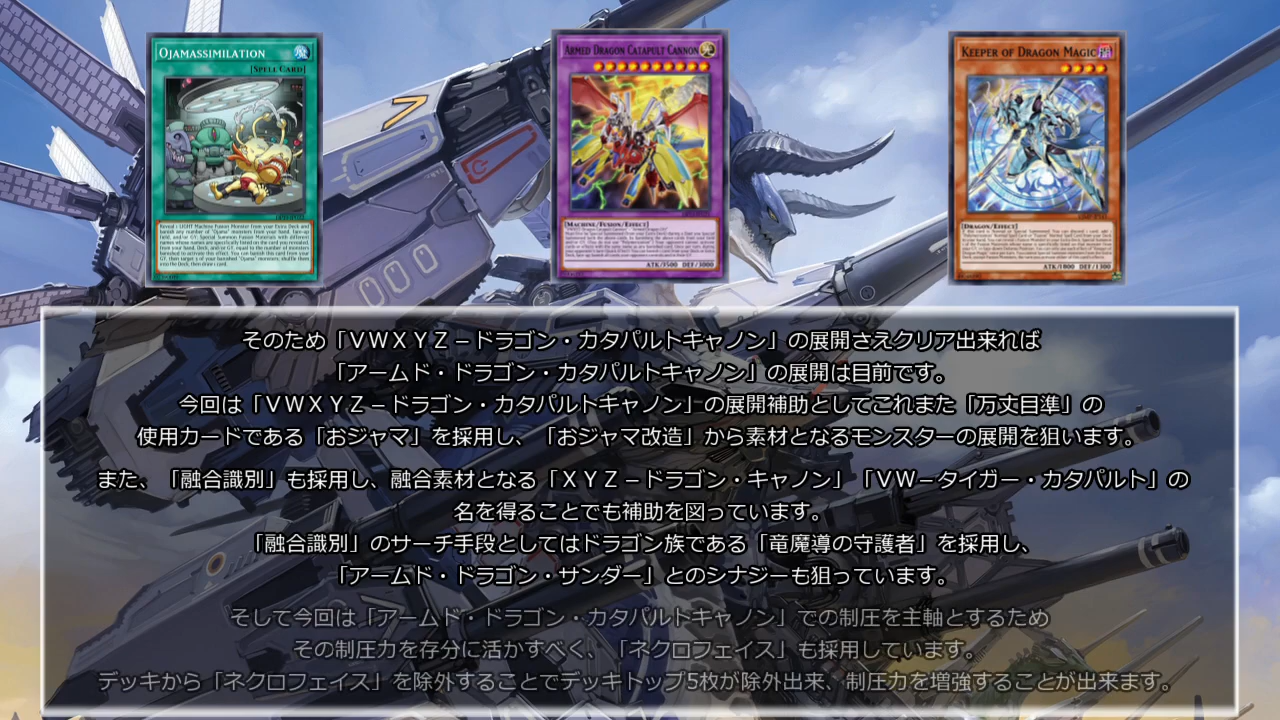 OJAMASSIMILATION
[SPELL CARD]
ARMED DRAGON CATAPULT CANNON
[MACHINE/FUSION/EFFECT]
ATK/3500 DEF/3000
KEEPER OF DRAGON MAGIC
[DRAGON/EFFECT]
ATK/1800 DEF/1300
7
そのため「ＶＷＸＹＺ－ドラゴン・カタパルトキャノン」の展開さえクリア出来れば
「アームド・ドラゴン・カタパルトキャノン」の展開は目前です。
今回は「ＶＷＸＹＺ－ドラゴン・カタパルトキャノン」の展開補助としてこれまた「万丈目準」の
使用カードである「おジャマ」を採用し、「おジャマ改造」から素材となるモンスターの展開を狙います。
また、「融合識別」も採用し、融合素材となる「ＸＹＺ－ドラゴン・キャノン」「ＶＷ－タイガー・カタパルト」の
名を得ることでも補助を図っています。
「融合識別」のサーチ手段としてはドラゴン族である「竜魔導の守護者」を採用し、
「アームド・ドラゴン・サンダー」とのシナジーも狙っています。
そして今回は「アームド・ドラゴン・カタパルトキャノン」での制圧を主軸とするため
その制圧力を存分に活かすべく、「ネクロフェイス」も採用しています。
デッキから「ネクロフェイス」を除外することでデッキトップ5枚が除外出来、制圧力を増強することが出来ます。